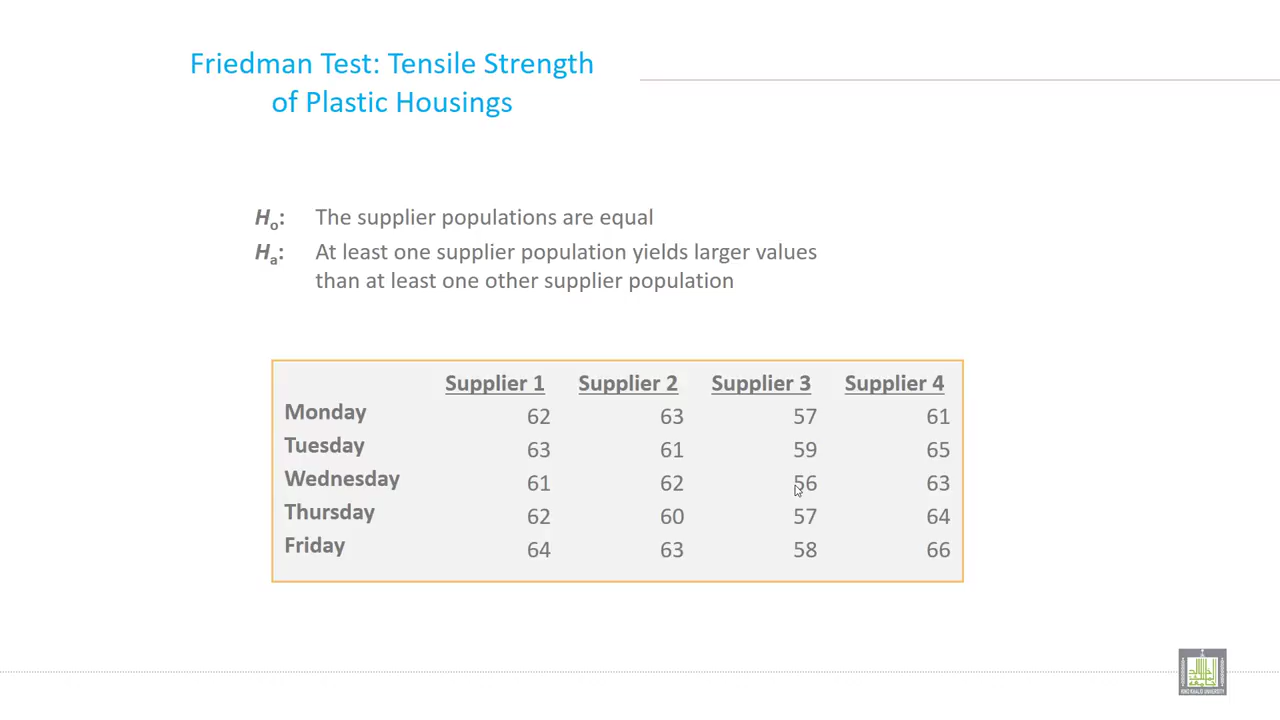 Friedman Test: Tensile Strength
of Plastic Housings
Ho: The supplier populations are equal
Ha: At least one supplier population yields larger values
than at least one other supplier population
Supplier 1 Supplier 2 Supplier 3 Supplier 4
Monday 62 63 57 61
Tuesday 63 61 59 65
Wednesday 61 62 56 63
Thursday 62 60 57 64
Friday 64 63 58 66
KING KHALID UNIVERSITY